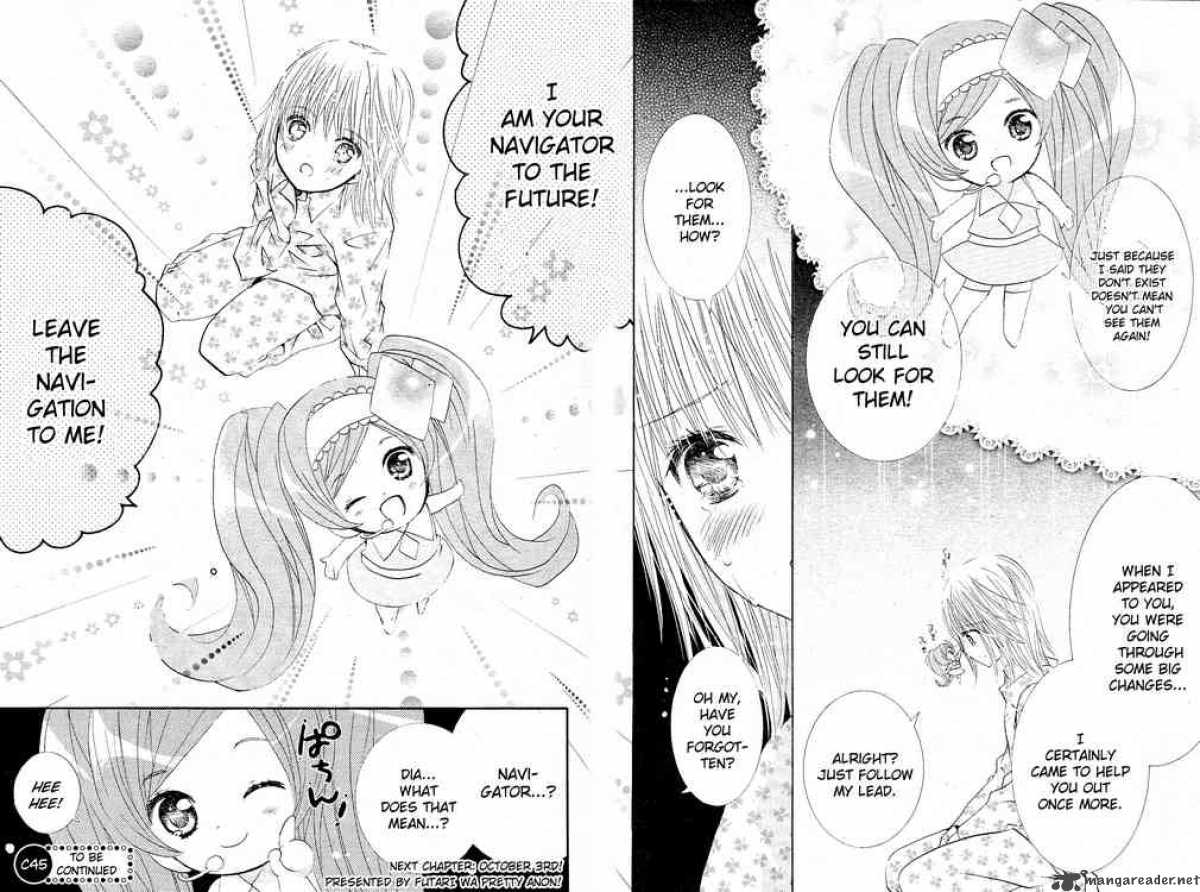 JUST BECAUSE
I SAID THEY
DON'T EXIST
DOESN'T MEAN
YOU CAN'T
SEE THEM
AGAIN!
YOU CAN
STILL
LOOK FOR
THEM!
...LOOK
FOR
THEM...
HOW?
WHEN I
APPEARED
TO YOU,
YOU WERE
GOING
THROUGH
SOME BIG
CHANGES...
I
CERTAINLY
CAME TO HELP
YOU OUT
ONCE MORE.
ALRIGHT?
JUST FOLLOW
MY LEAD.
OH MY,
HAVE
YOU
FORGOT-
TEN?
I
AM YOUR
NAVIGATOR
TO THE
FUTURE!
LEAVE
THE
NAVI-
GATION
TO ME!
NAVI-
GATOR...?
DIA...
WHAT
DOES THAT
MEAN...?
ぱちん!
HEE
HEE!
C45
TO BE
CONTINUED
NEXT CHAPTER: OCTOBER 3RD!
PRESENTED BY FUTARI WA PRETTY ANON!
mangareader.net